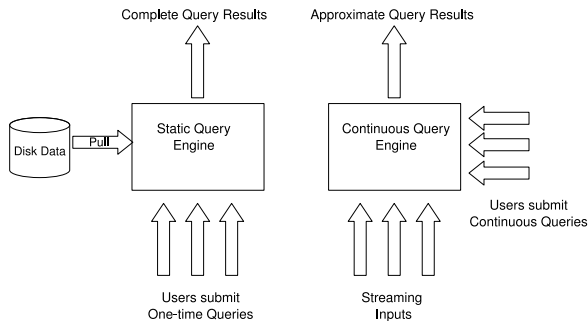 Complete Query Results
Approximate Query Results
Disk Data
Pull
Static Query
Engine
Continuous Query
Engine
Users submit
Continuous Queries
Users submit
One-time Queries
Streaming
Inputs